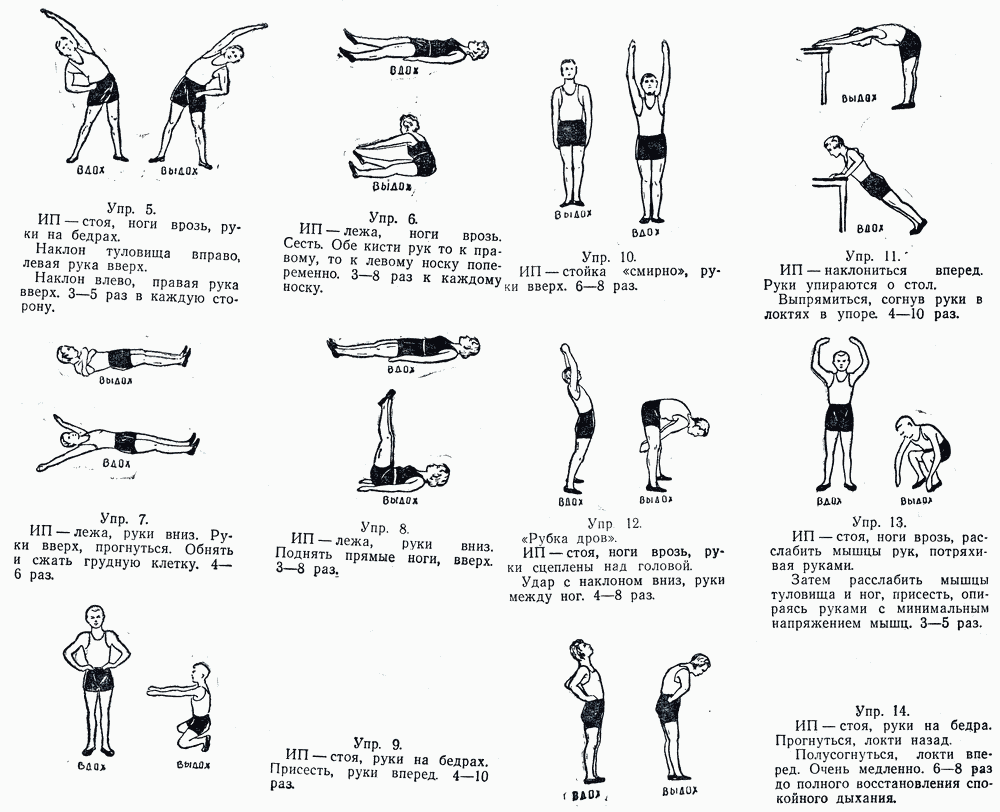 ВДОХ
ВЫДОХ
Упр. 5.
ИП — стоя, ноги врозь, ру-
ки на бедрах.
Наклон туловища вправо,
левая рука вверх.
Наклон влево, правая рука
вверх. 3—5 раз в каждую сто-
рону.
ВДОХ
ВЫДОХ
Упр. 6.
ИП — лежа, ноги врозь.
Сесть. Обе кисти рук то к пра-
вому, то к левому носку попе-
ременно. 3—8 раз к каждому
носку.
ВЫДОХ
ВДОХ
Упр. 10.
ИП — стойка «смирно», ру-
ки вверх. 6—8 раз.
ВЫДОХ
ВДОХ
Упр. 11.
ИП — наклониться вперед.
Руки упираются о стол.
Выпрямиться, согнув руки в
локтях в упоре. 4—10 раз.
ВЫДОХ
ВДОХ
Упр. 7.
ИП — лежа, руки вниз. Ру-
ки вверх, прогнуться. Обнять
и сжать грудную клетку. 4—
6 раз.
ВДОХ
ВЫДОХ
Упр. 8.
ИП — лежа, руки вниз.
Поднять прямые ноги, вверх.
3—8 раз.
ВДОХ
ВЫДОХ
Упр 12.
«Рубка дров».
ИП — стоя, ноги врозь, ру-
ки сцеплены над головой.
Удар с наклоном вниз, руки
между ног. 4—8 раз.
ВДОХ
ВЫДОХ
Упр. 13.
ИП — стоя, ноги врозь, рас-
слабить мышцы рук, потряхи-
вая руками.
Затем расслабить мышцы
туловища и ног, присесть, опи-
раясь руками с минимальным
напряжением мышц. 3—5 раз.
ВДОХ
ВЫДОХ
Упр. 9.
ИП — стоя, руки на бедрах.
Присесть, руки вперед. 4—10
раз.
ВДОХ
ВЫДОХ
Упр. 14.
ИП — стоя, руки на бедра.
Прогнуться, локти назад.
Полусогнуться, локти впе-
ред. Очень медленно. 6—8 раз
до полного восстановления спо-
койного дыхания.